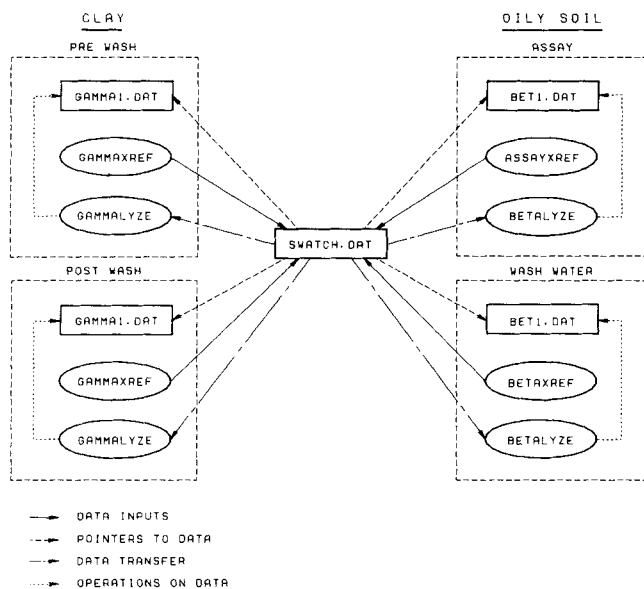 CLAY
OILY SOIL
PRE WASH
ASSAY
GAMMA1.DAT
BET1.DAT
GAMMAXREF
ASSAYXREF
GAMMALYZE
BETALYZE
SWATCH.DAT
POST WASH
WASH WATER
GAMMA1.DAT
BET1.DAT
GAMMAXREF
BETAXREF
GAMMALYZE
BETALYZE
DATA INPUTS
POINTERS TO DATA
DATA TRANSFER
OPERATIONS ON DATA